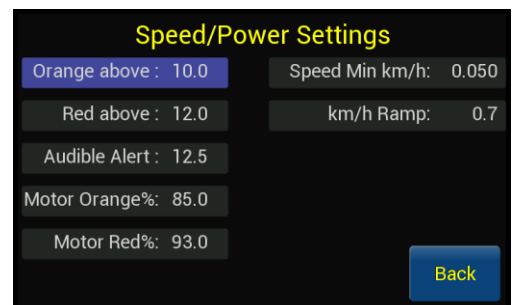 Speed/Power Settings
Orange above : 10.0
Speed Min km/h: 0.050
Red above : 12.0
km/h Ramp: 0.7
Audible Alert : 12.5
Motor Orange%: 85.0
Motor Red%: 93.0
Back